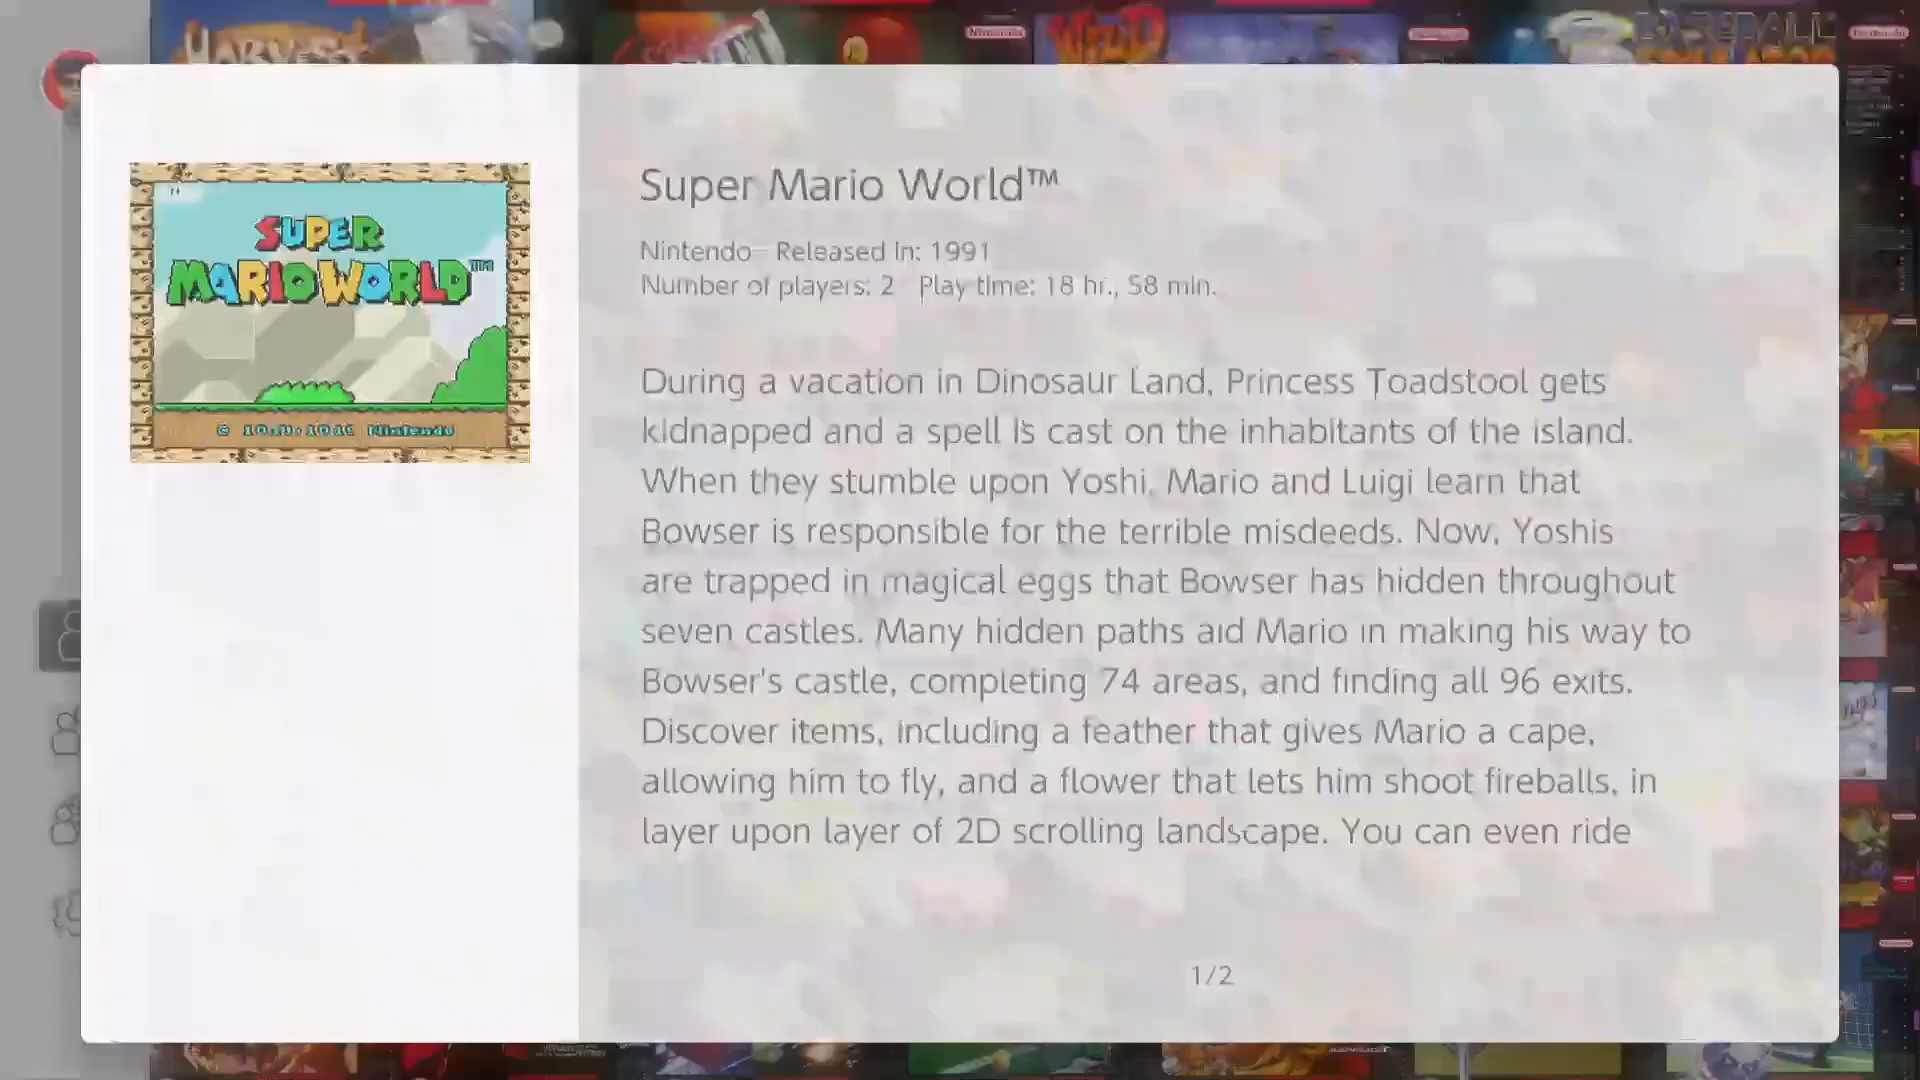 HARVEST
Nintendo
WILD
BASEBALL
SUPER
MARIO WORLD™
Nintendo
Super Mario World™
Nintendo Released in: 1991
Number of players: 2 Play time: 18 hr., 58 min.
During a vacation in Dinosaur Land, Princess Toadstool gets
kidnapped and a spell is cast on the inhabitants of the island.
When they stumble upon Yoshi, Mario and Luigi learn that
Bowser is responsible for the terrible misdeeds. Now, Yoshis
are trapped in magical eggs that Bowser has hidden throughout
seven castles. Many hidden paths aid Mario in making his way to
Bowser's castle, completing 74 areas, and finding all 96 exits.
Discover items, including a feather that gives Mario a cape,
allowing him to fly, and a flower that lets him shoot fireballs, in
layer upon layer of 2D scrolling landscape. You can even ride
1/2